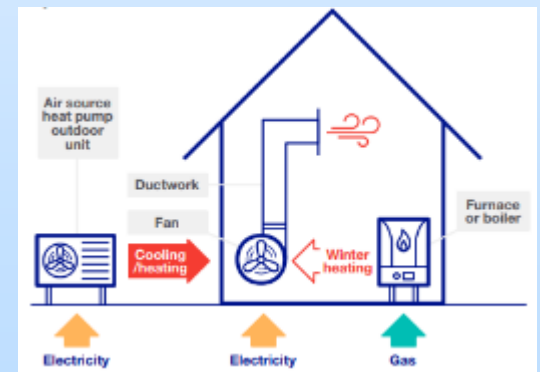 Air source
heat pump
outdoor
unit
Ductwork
Fan
Cooling
/heating
Winter
heating
Furnace
or boiler
Electricity
Electricity
Gas